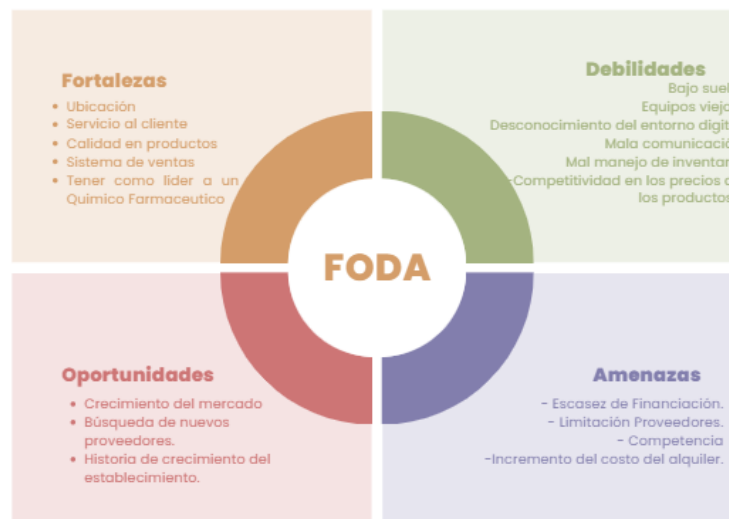 Fortalezas
• Ubicación
• Servicio al cliente
• Calidad en productos
• Sistema de ventas
• Tener como líder a un
Quimico Farmaceutico
Debilidades
Bajo
Equipos
Desconocimiento del entorno
Mala
Mal manejo de
-Competitividad en los precios
los productos
FODA
Oportunidades
• Crecimiento del mercado
• Búsqueda de nuevos
proveedores.
• Historia de crecimiento del
establecimiento.
Amenazas
- Escasez de Financiación.
- Limitación Proveedores.
- Competencia
-Incremento del costo del alquiler.